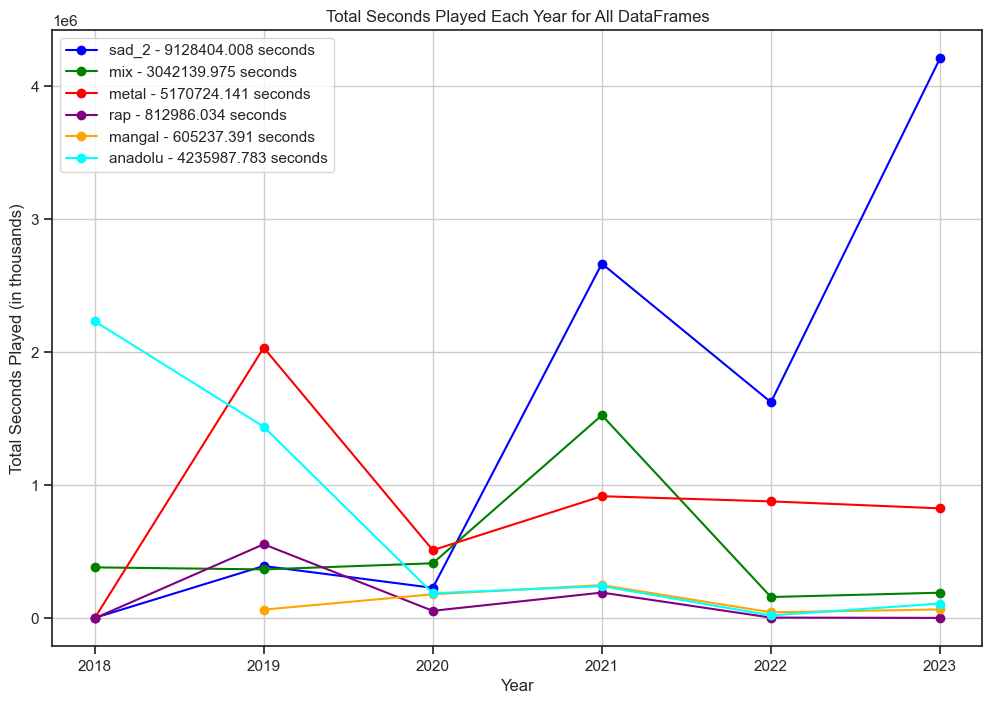 Total Seconds Played Each Year for All DataFrames
1e6
sad_2 - 9128404.008 seconds
mix - 3042139.975 seconds
metal - 5170724.141 seconds
rap - 812986.034 seconds
mangal - 605237.391 seconds
anadolu - 4235987.783 seconds
Total Seconds Played (in thousands)
4
3
2
1
0
2018 2019 2020 2021 2022 2023
Year